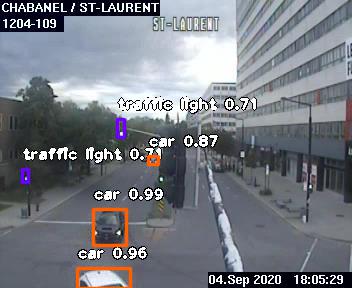 CHABANEL / ST-LAURENT
1204-109
ST-LAURENT
traffic light 0.71
car 0.87
traffic light 0.71
car 0.99
car 0.96
04.Sep 2020 18:05:29